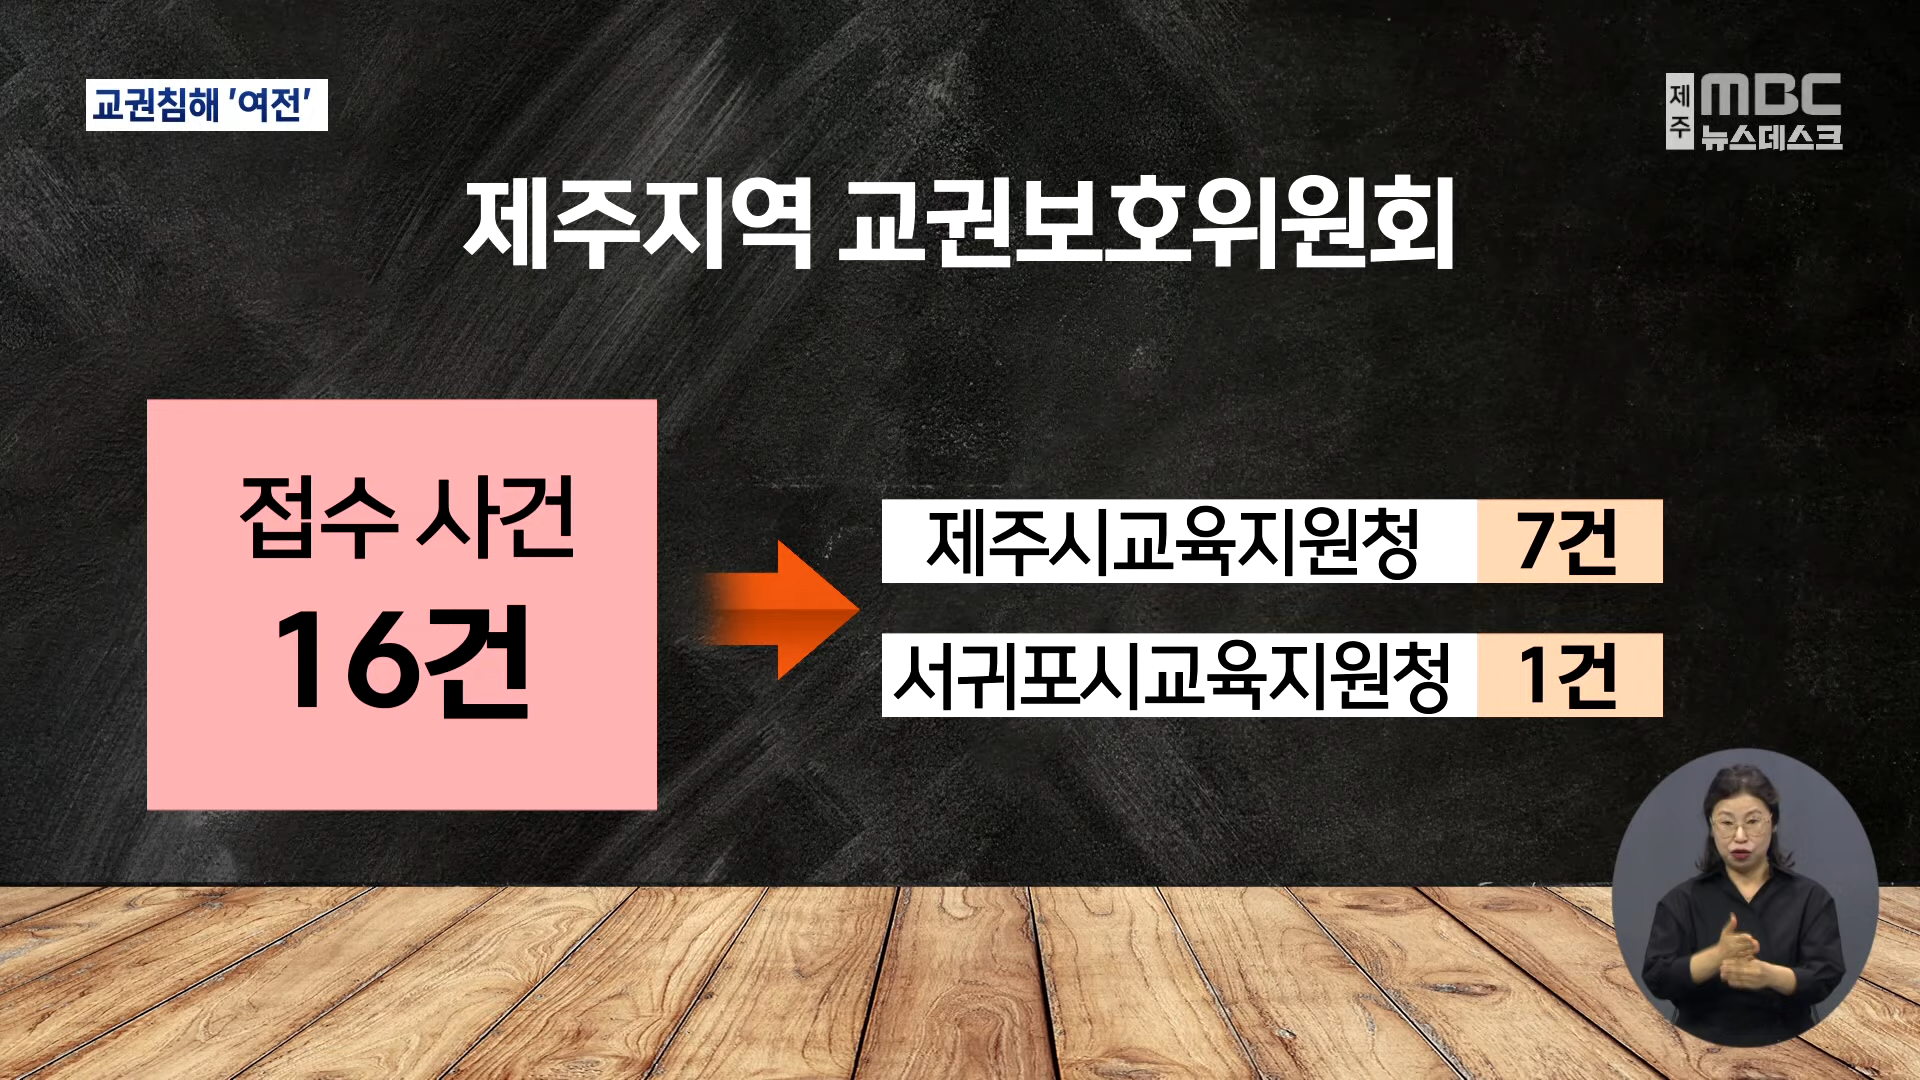 교권침해 '여전'
제주
MBC
뉴스데스크
제주지역 교권보호위원회
접수 사건
16건
제주시교육지원청 7건
서귀포시교육지원청 1건